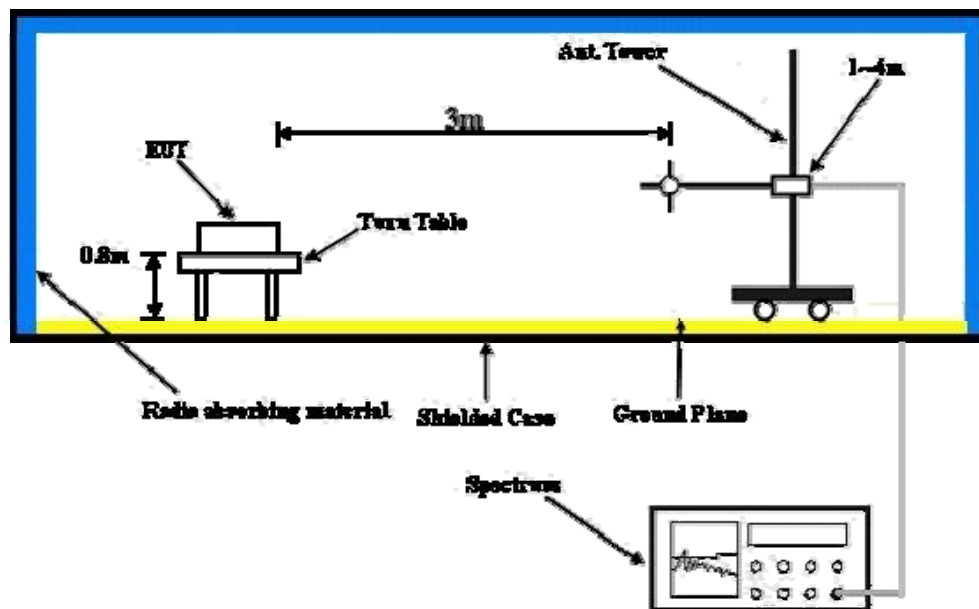 Ant. Tower
1~4m
3m
EUT
Turn Table
0.8m
Radio absorbing material
Shielded Case
Ground Plane
Spectrum